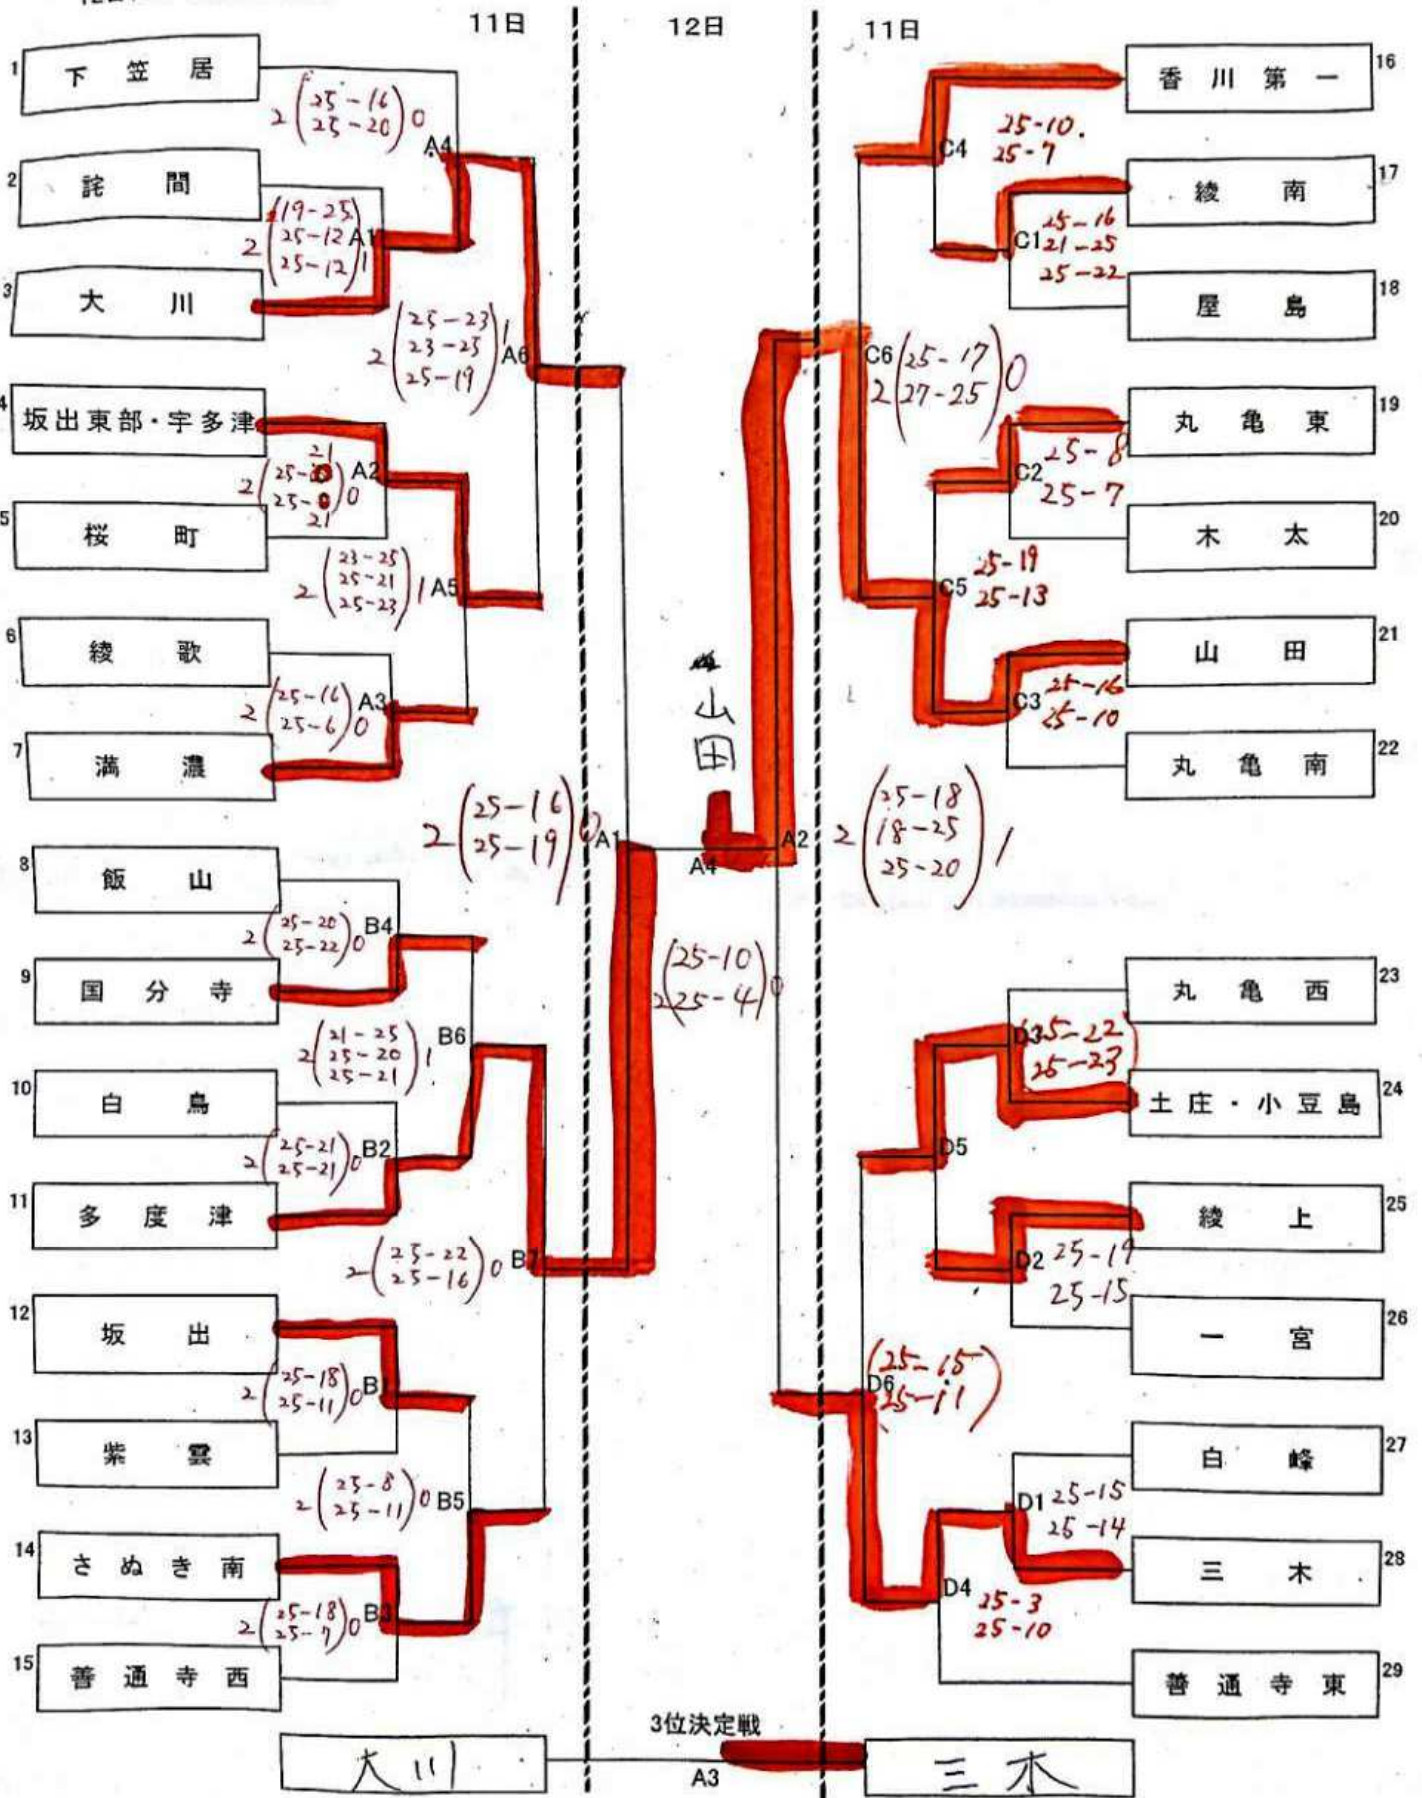 11日
12日
11日
1 下笠居
2 (25-16
25-20) 0
A4
2 詫間
2 (19-25
25-12
25-12) 1
A1
3 大川
2 (25-23
23-25
25-19) 1
A6
4 坂出東部・宇多津
21
2 (25-
25-) 0
21
A2
5 桜町
2 (23-25
25-21
25-23) 1
A5
6 綾歌
2 (25-16
25-6) 0
A3
7 満濃
2 (25-16
25-19) 0
A1
8 飯山
2 (25-20
25-22) 0
B4
9 国分寺
2 (21-25
25-20
25-21) 1
B6
10 白鳥
2 (25-21
25-21) 0
B2
11 多度津
2 (25-22
25-16) 0
B7
12 坂出
2 (25-18
25-11) 0
13 紫雲
2 (25-8
25-11) 0
B5
14 さぬき南
2 (25-18
25-7) 0
B3
15 善通寺西
山田
A4
2 (25-10
25-4) 0
16 香川第一
C4
25-10
25-7
17 綾南
C1
25-16
21-25
25-22
18 屋島
C6
2 (25-17
27-25) 0
19 丸亀東
C2
25-8
25-7
20 木太
C5
25-19
25-13
21 山田
C3
25-16
25-10
22 丸亀南
A2
2 (25-18
18-25
25-20) 1
23 丸亀西
D3
(25-22
25-23)
24 土庄・小豆島
D5
25 綾上
D2
25-19
25-15
26 一宮
D6
(25-15
25-11)
27 白峰
D1
25-15
25-14
28 三木
D4
25-3
25-10
29 善通寺東
3位決定戦
大川
A3
三木